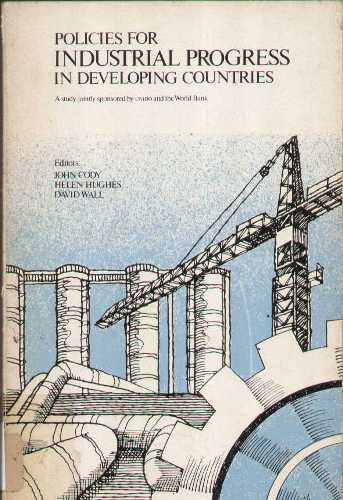 POLICIES FOR
INDUSTRIAL PROGRESS
IN DEVELOPING COUNTRIES
A study jointly sponsored by UNIDO and the World Bank
Editors:
JOHN CODY
HELEN HUGHES
DAVID WALL